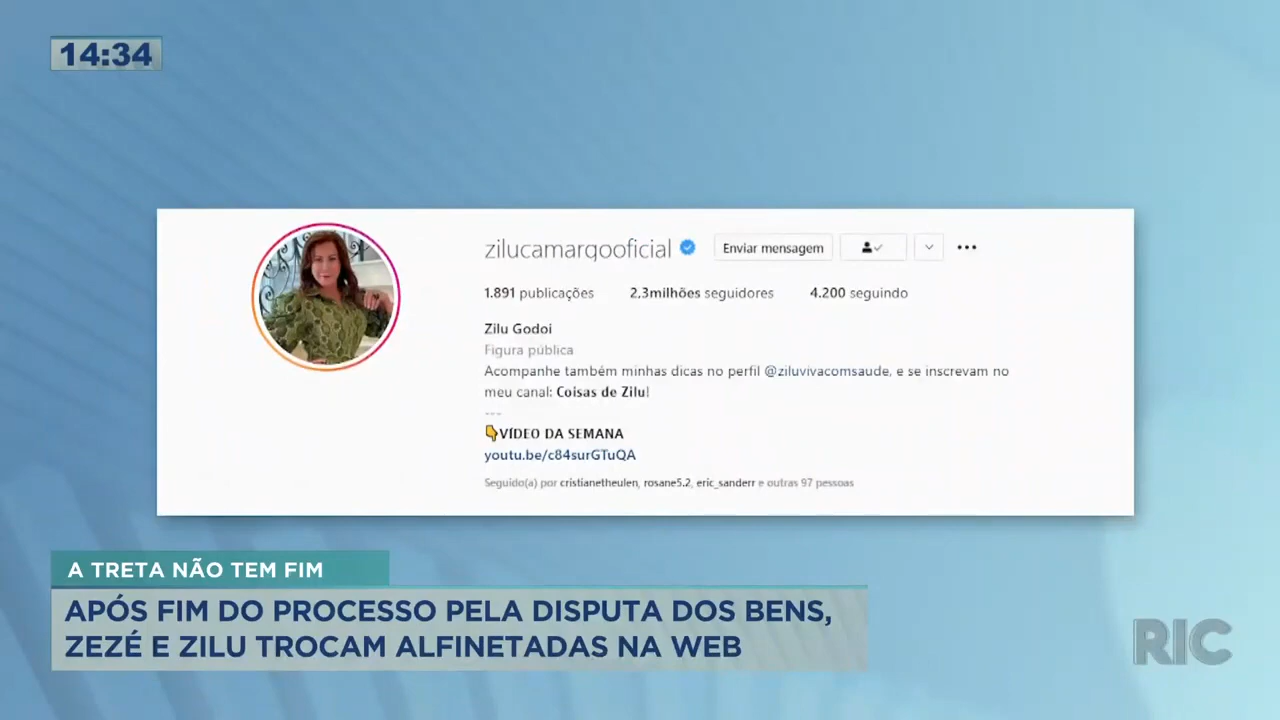 14:34
zilucamargooficial
Enviar mensagem
1.891 publicações 2,3milhões seguidores 4.200 seguindo
Zilu Godoi
Figura pública
Acompanhe também minhas dicas no perfil @ziluvivacomsaude, e se inscrevam no
meu canal: Coisas de Zilu!
---
👇VÍDEO DA SEMANA
youtu.be/c84surGTuQA
Seguido(a) por cristianetheulen, rosane5.2, eric_sanderr e outras 97 pessoas
A TRETA NÃO TEM FIM
APÓS FIM DO PROCESSO PELA DISPUTA DOS BENS,
ZEZÉ E ZILU TROCAM ALFINETADAS NA WEB
RIC